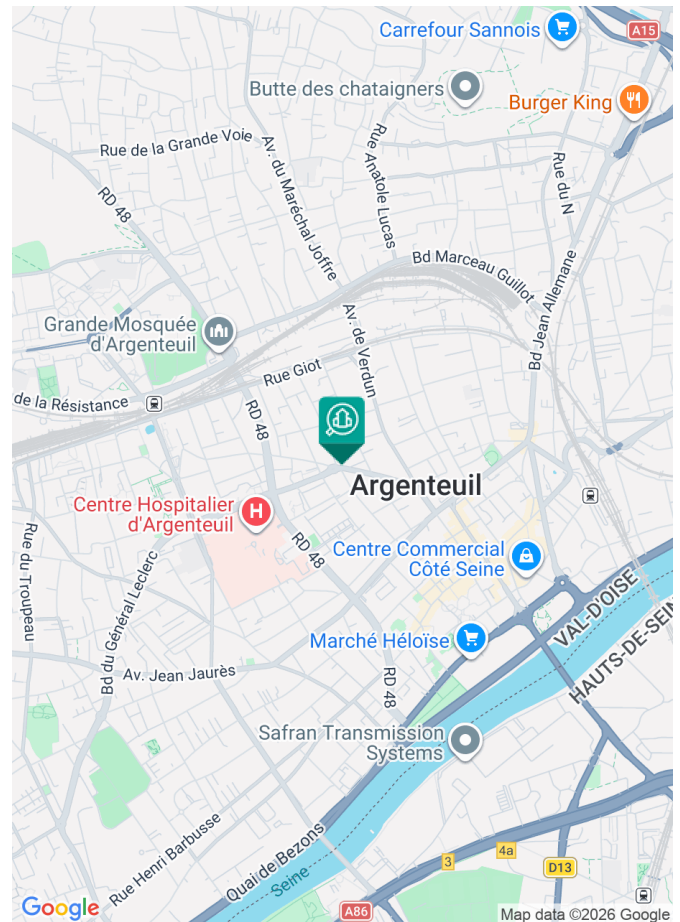 Carrefour Sannois
A15
Butte des chataigners
Burger King
Rue de la Grande Voie
Av. du Maréchal Joffre
Rue Anatole Lucas
Rue du N
RD 48
Bd Marceau Guillot
Grande Mosquée
d'Argenteuil
Av. de Verdun
Bd Jean Allemane
Rue Giot
de la Résistance
RD 48
Argenteuil
Centre Hospitalier
d'Argenteuil
H
RD 48
Centre Commercial
Côté Seine
Rue du Troupeau
Bd du Général Leclerc
VAL-D'OISE
HAUTS-DE-SEIN
Marché Héloïse
Av. Jean Jaurès
RD 48
Safran Transmission
Systems
Rue Henri Barbusse
Quai de Bezons
Seine
3
4a
D13
A86
Google
Map data ©2026 Google